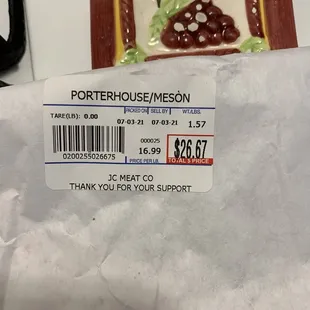 PORTERHOUSE/MESÒN
PACKED ON SELL BY WT/LBS.
TARE(LB): 0.00 07-03-21 07-03-21 1.57
000025
16.99 $26.67
0200255026675 PRICE PER LB. TOTAL $ PRICE
JC MEAT CO
THANK YOU FOR YOUR SUPPORT